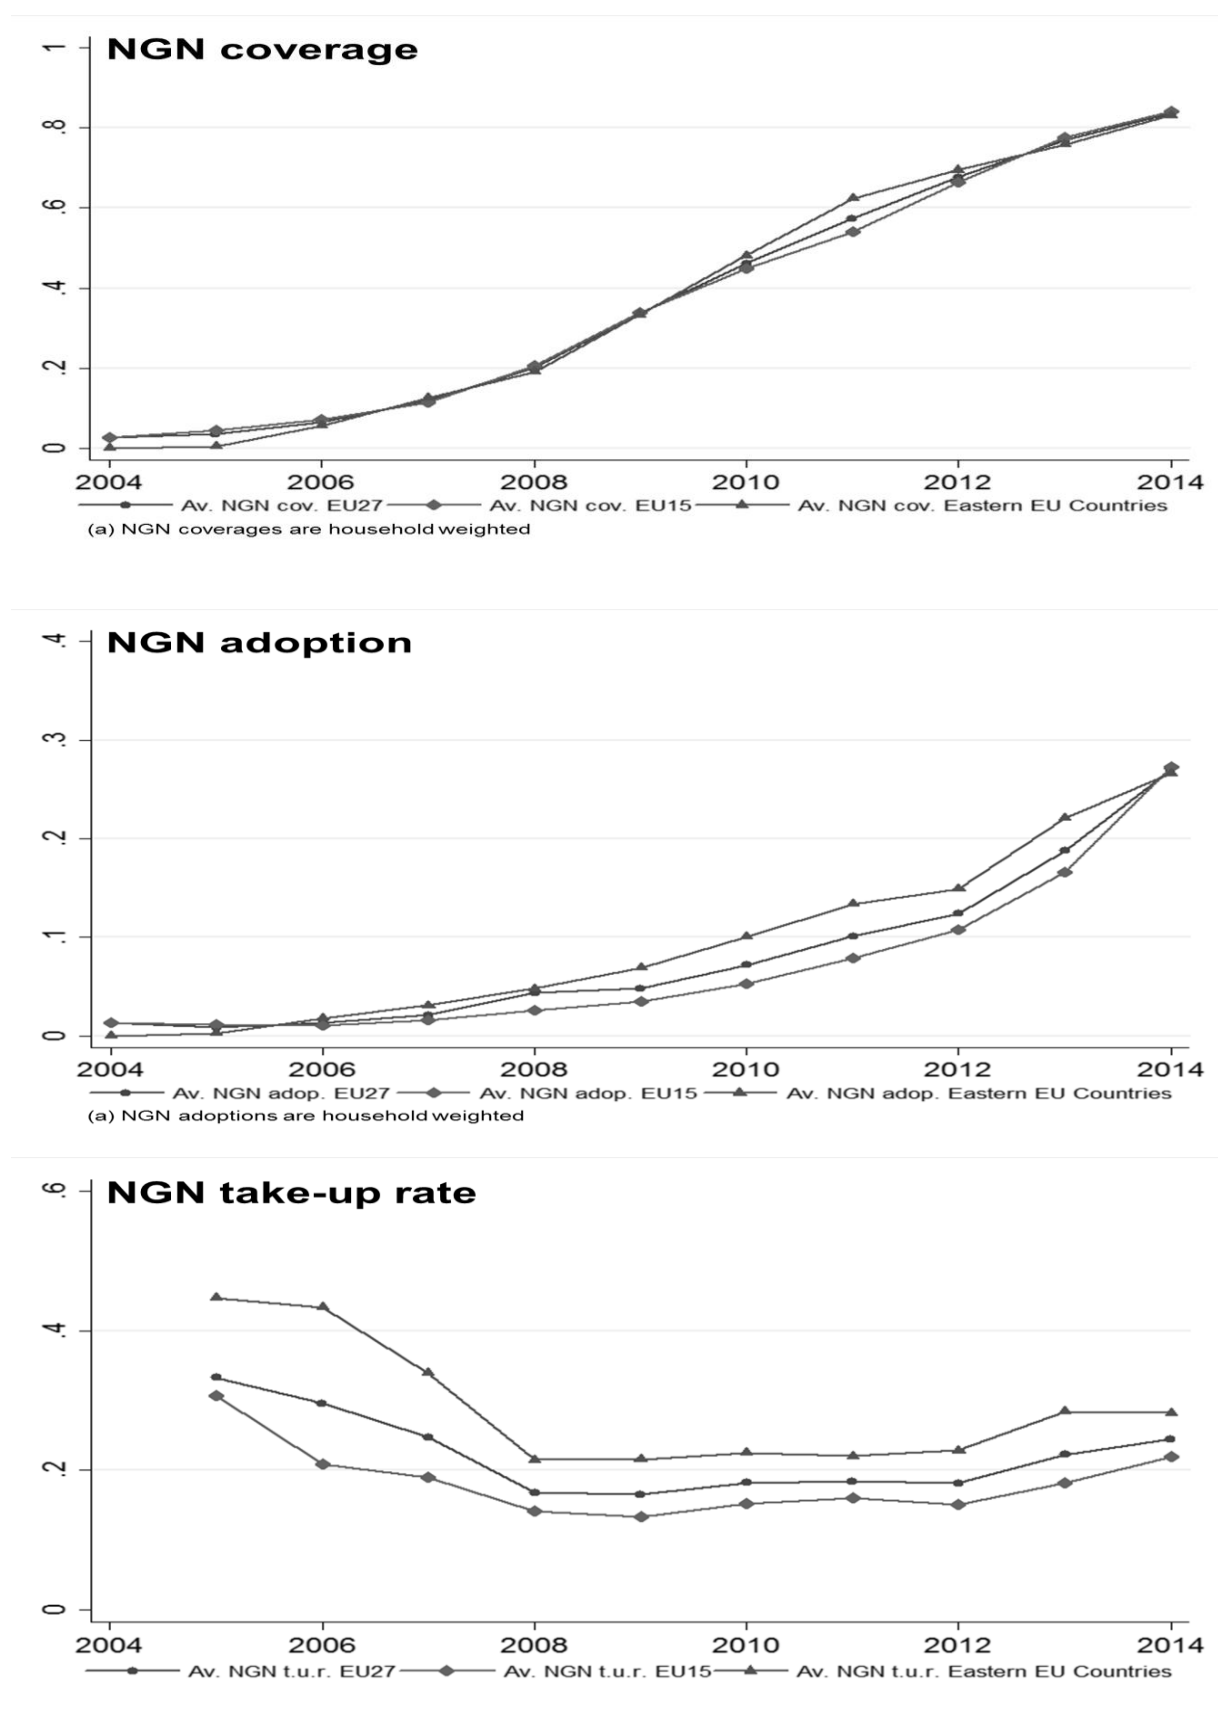 NGN coverage
1
.8
.6
.4
.2
0
2004 2006 2008 2010 2012 2014
Av. NGN cov. EU27 Av. NGN cov. EU15 Av. NGN cov. Eastern EU Countries
(a) NGN coverages are household weighted
NGN adoption
.4
.3
.2
.1
0
2004 2006 2008 2010 2012 2014
Av. NGN adop. EU27 Av. NGN adop. EU15 Av. NGN adop. Eastern EU Countries
(a) NGN adoptions are household weighted
NGN take-up rate
.6
.4
.2
0
2004 2006 2008 2010 2012 2014
Av. NGN t.u.r. EU27 Av. NGN t.u.r. EU15 Av. NGN t.u.r. Eastern EU Countries